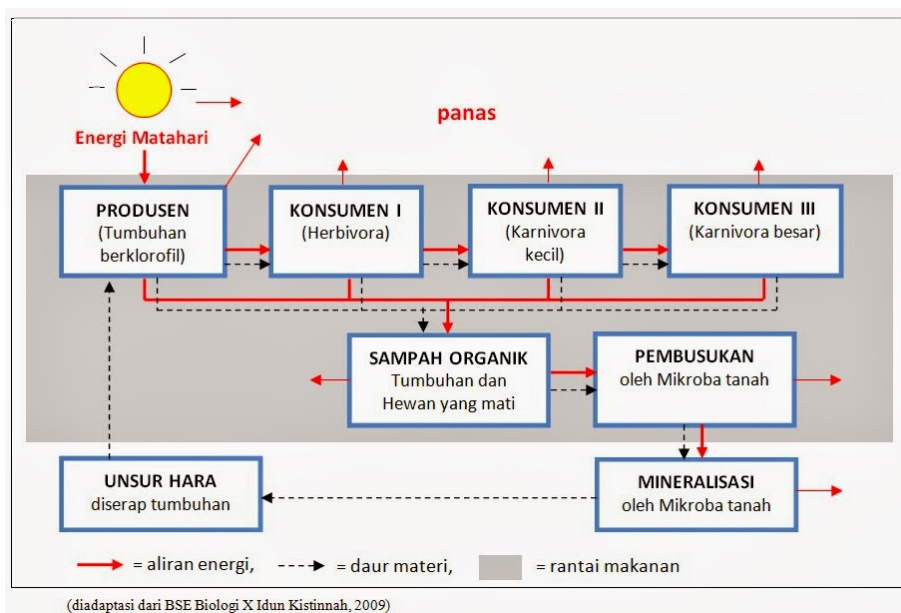 Energi Matahari
panas
PRODUSEN
(Tumbuhan
berklorofil)
KONSUMEN I
(Herbivora)
KONSUMEN II
(Karnivora
kecil)
KONSUMEN III
(Karnivora besar)
SAMPAH ORGANIK
Tumbuhan dan
Hewan yang mati
PEMBUSUKAN
oleh Mikroba tanah
UNSUR HARA
diserap tumbuhan
MINERALISASI
oleh Mikroba tanah
= aliran energi, = daur materi, = rantai makanan
(diadaptasi dari BSE Biologi X Idun Kistinnah, 2009)